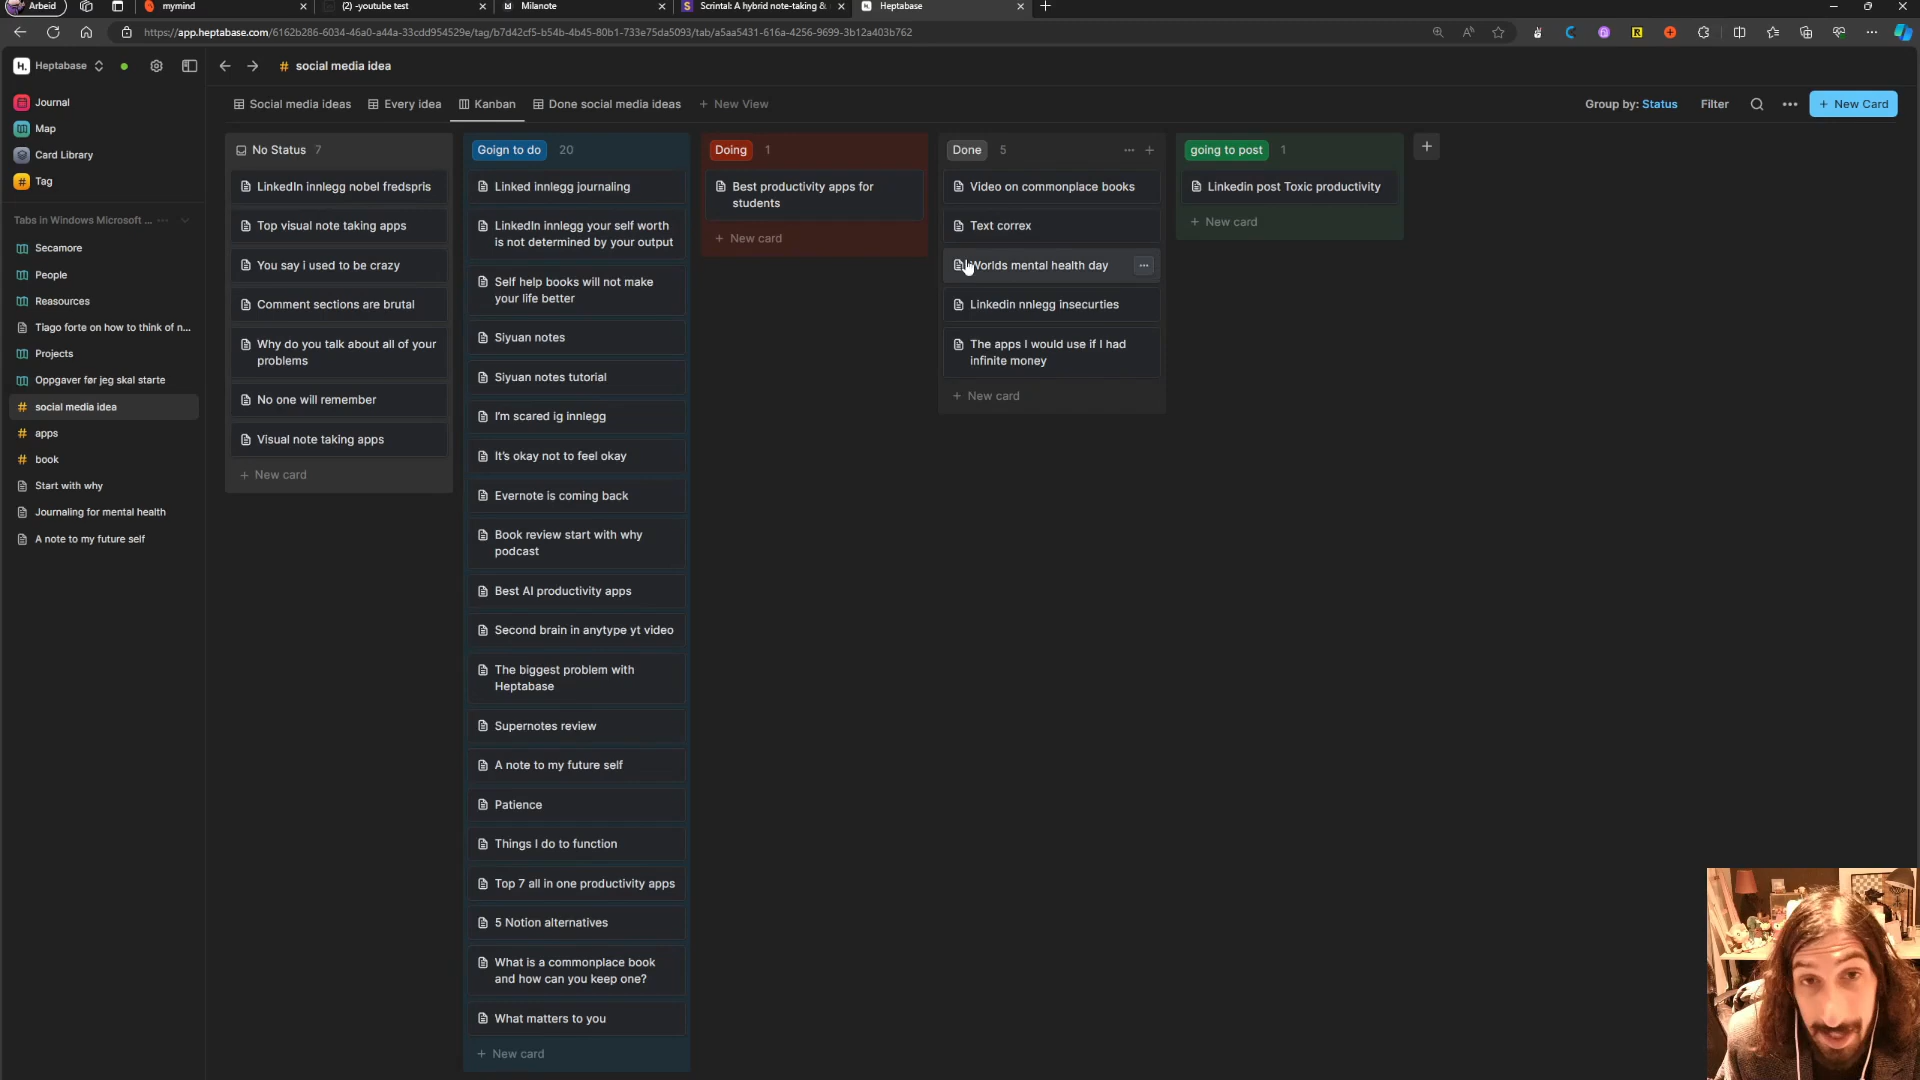 Arbeid
mymind
(2) -youtube test
Milanote
Scrintal: A hybrid note-taking &
Heptabase
https://app.heptabase.com/6162b286-6034-46a0-a44a-33cdd954529e/tag/b7d42cf5-b54b-4b45-80b1-733e75da5093/tab/a5aa5431-616a-4256-9699-3b12a403b762
Heptabase
# social media idea
Journal
Map
Card Library
Tag
Tabs in Windows Microsoft ...
Secamore
People
Reasources
Tiago forte on how to think of n...
Projects
Oppgaver før jeg skal starte
# social media idea
# apps
# book
Start with why
Journaling for mental health
A note to my future self
Social media ideas
Every idea
Kanban
Done social media ideas
+ New View
Group by: Status
Filter
+ New Card
No Status 7
LinkedIn innlegg nobel fredspris
Top visual note taking apps
You say i used to be crazy
Comment sections are brutal
Why do you talk about all of your
problems
No one will remember
Visual note taking apps
+ New card
Goign to do 20
Linked innlegg journaling
LinkedIn innlegg your self worth
is not determined by your output
Self help books will not make
your life better
Siyuan notes
Siyuan notes tutorial
I'm scared ig innlegg
It's okay not to feel okay
Evernote is coming back
Book review start with why
podcast
Best AI productivity apps
Second brain in anytype yt video
The biggest problem with
Heptabase
Supernotes review
A note to my future self
Patience
Things I do to function
Top 7 all in one productivity apps
5 Notion alternatives
What is a commonplace book
and how can you keep one?
What matters to you
+ New card
Doing 1
Best productivity apps for
students
+ New card
Done 5
Video on commonplace books
Text correx
Worlds mental health day
Linkedin nnlegg insecurties
The apps I would use if I had
infinite money
+ New card
going to post 1
Linkedin post Toxic productivity
+ New card